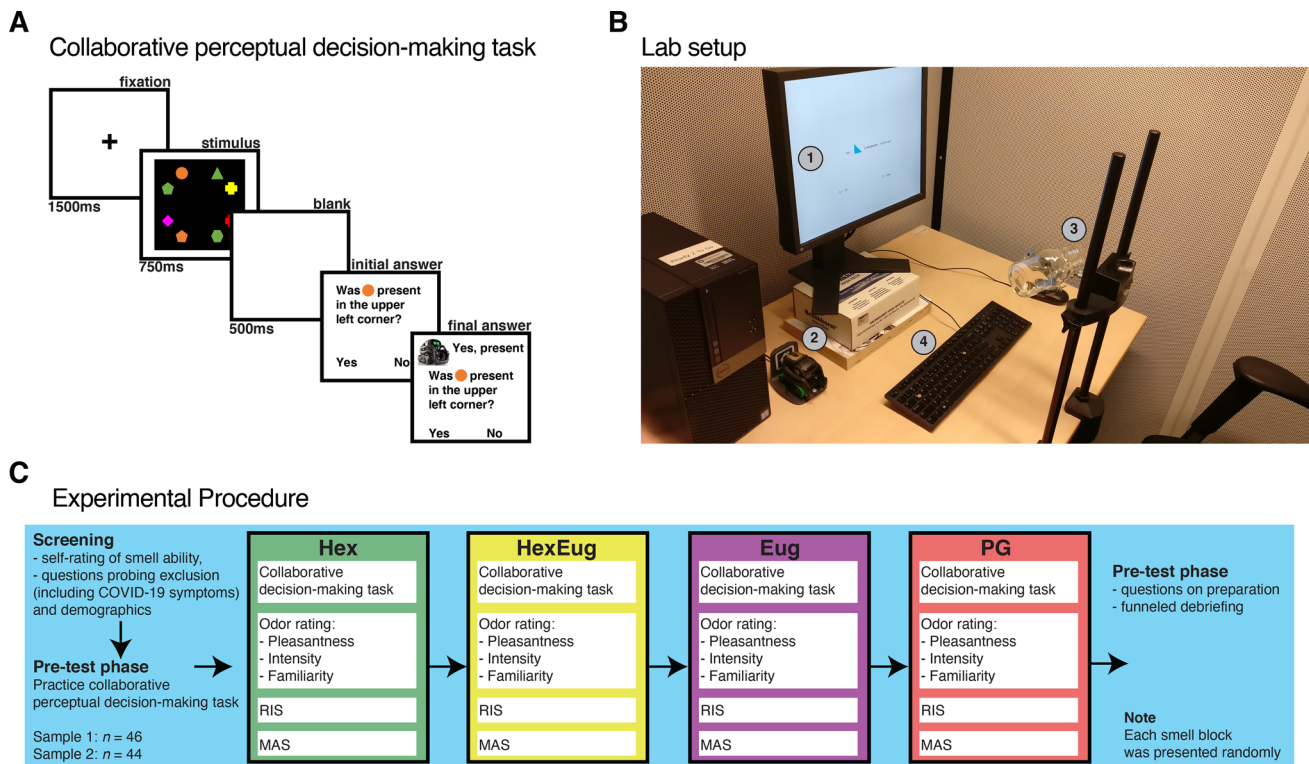 A
Collaborative perceptual decision-making task
fixation
1500ms
stimulus
750ms
blank
500ms
initial answer
Was present
in the upper
left corner?
Yes No
final answer
Yes, present
Was present
in the upper
left corner?
Yes No
B
Lab setup
1
2
3
4
Ready 2 to Go
C
Experimental Procedure
Screening
- self-rating of smell ability,
- questions probing exclusion
(including COVID-19 symptoms)
and demographics
Pre-test phase
Practice collaborative
perceptual decision-making task
Sample 1: n = 46
Sample 2: n = 44
Hex
Collaborative
decision-making task
Odor rating:
- Pleasantness
- Intensity
- Familiarity
RIS
MAS
HexEug
Collaborative
decision-making task
Odor rating:
- Pleasantness
- Intensity
- Familiarity
RIS
MAS
Eug
Collaborative
decision-making task
Odor rating:
- Pleasantness
- Intensity
- Familiarity
RIS
MAS
PG
Collaborative
decision-making task
Odor rating:
- Pleasantness
- Intensity
- Familiarity
RIS
MAS
Pre-test phase
- questions on preparation
- funneled debriefing
Note
Each smell block
was presented randomly